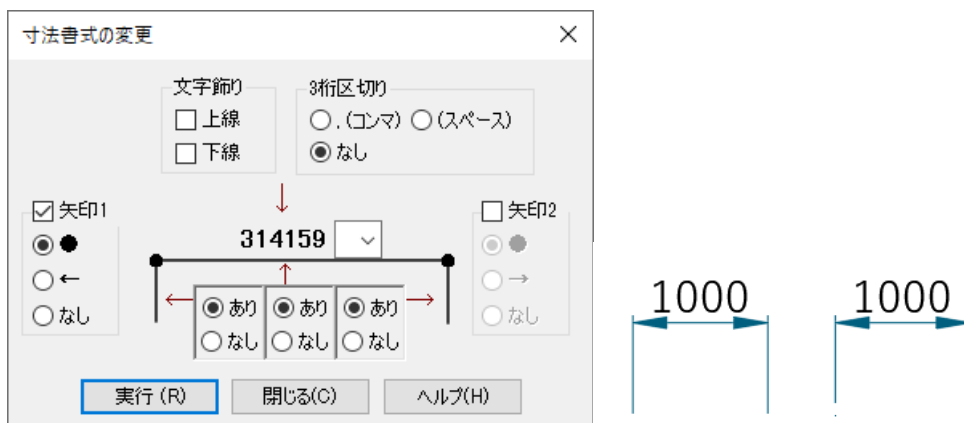 寸法書式の変更
文字飾り
上線
下線
3桁区切り
, (コンマ) (スペース)
なし
矢印1
●
←
なし
314159
矢印2
●
→
なし
あり あり あり
なし なし なし
実行 (R) 閉じる(C) ヘルプ(H)
1000 1000